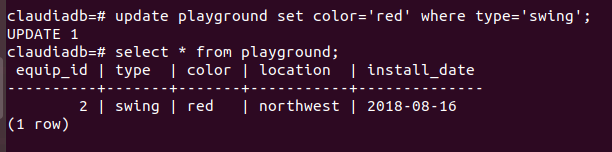 claudiadb=# update playground set color='red' where type='swing';
UPDATE 1
claudiadb=# select * from playground;
 equip_id | type  | color | location  | install_date
----------+-------+-------+-----------+--------------
        2 | swing | red   | northwest | 2018-08-16
(1 row)